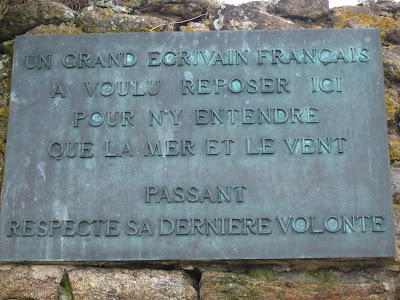 UN GRAND ECRIVAIN FRANÇAIS
A VOULU REPOSER ICI
POUR N'Y ENTENDRE
QUE LA MER ET LE VENT
PASSANT
RESPECTE SA DERNIERE VOLONTE